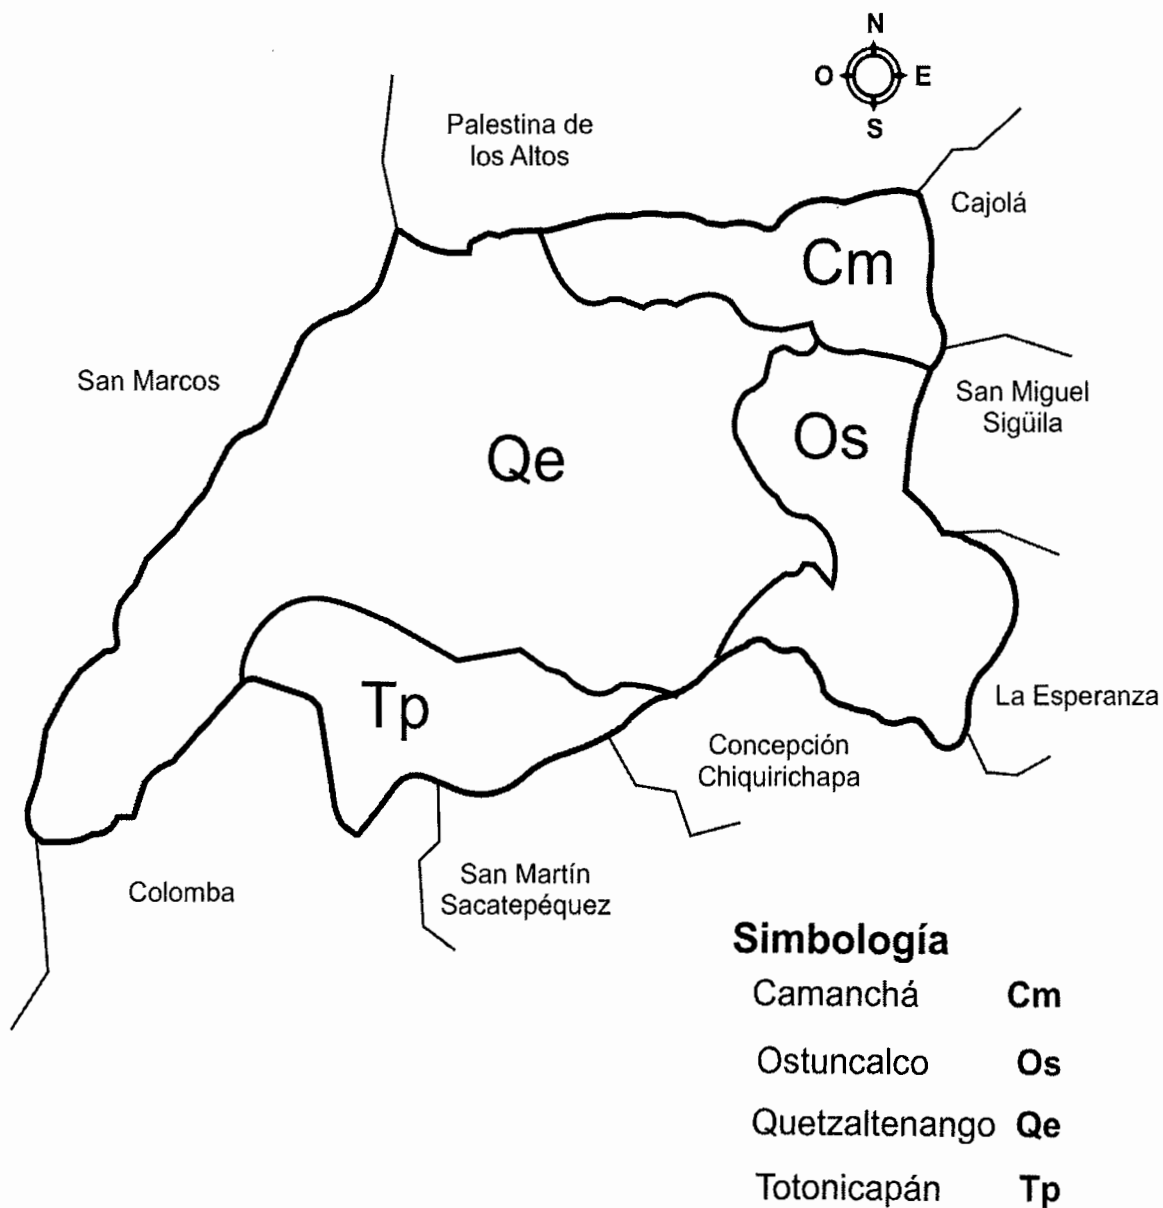 N
O E
S
Palestina de
los Altos
Cajolá
Cm
San Marcos
San Miguel
Sigüila
Os
Qe
Tp
La Esperanza
Concepción
Chiquirichapa
Colomba
San Martín
Sacatepéquez
Simbología
Camanchá Cm
Ostuncalco Os
Quetzaltenango Qe
Totonicapán Tp